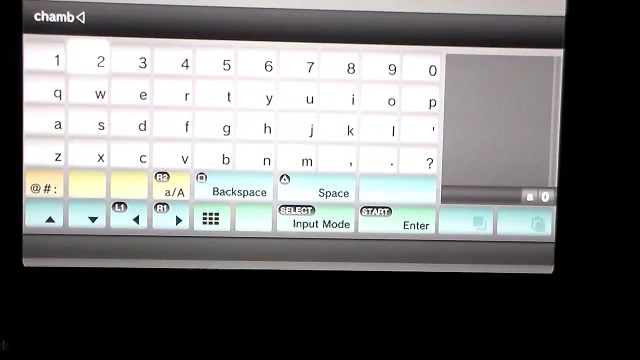 chamb
1 2 3 4 5 6 7 8 9 0
q w e r t y u i o p
a s d f g h j k l '
z x c v b n m , . ?
@#: R2 a/A Backspace Space a
L1 R1 SELECT Input Mode START Enter